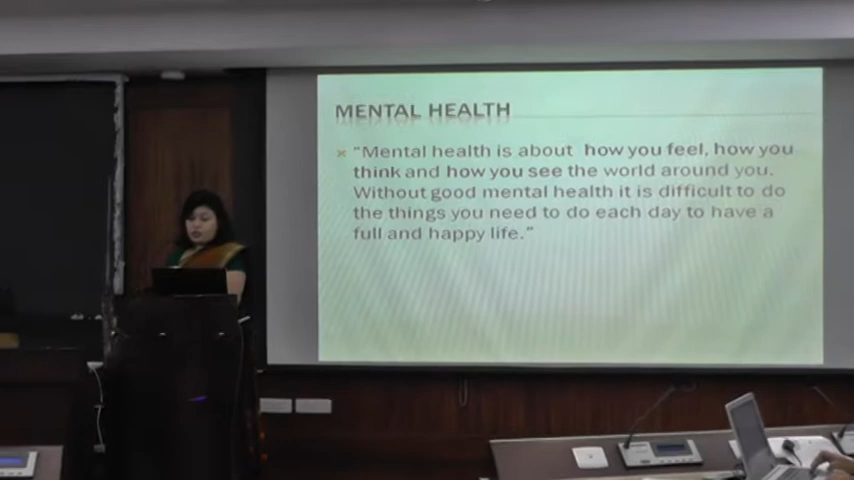 MENTAL HEALTH
"Mental health is about how you feel, how you
think and how you see the world around you.
Without good mental health it is difficult to do
the things you need to do each day to have a
full and happy life."